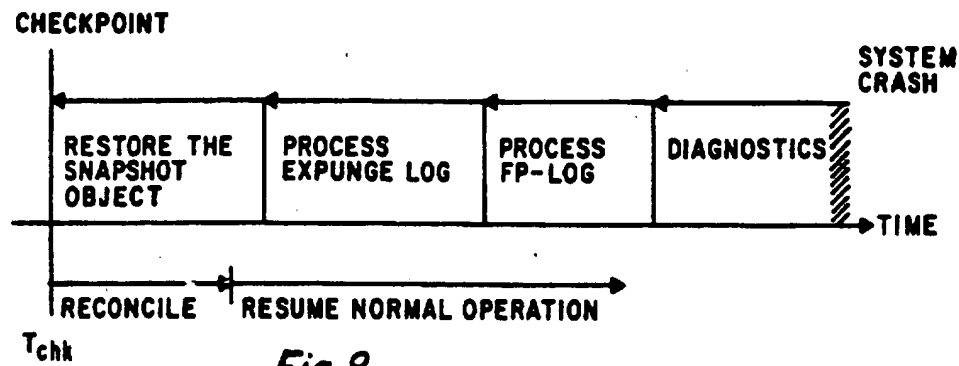 CHECKPOINT
SYSTEM
CRASH
RESTORE THE
SNAPSHOT
OBJECT
PROCESS
EXPUNGE LOG
PROCESS
FP-LOG
DIAGNOSTICS
TIME
RECONCILE
RESUME NORMAL OPERATION
Tchk